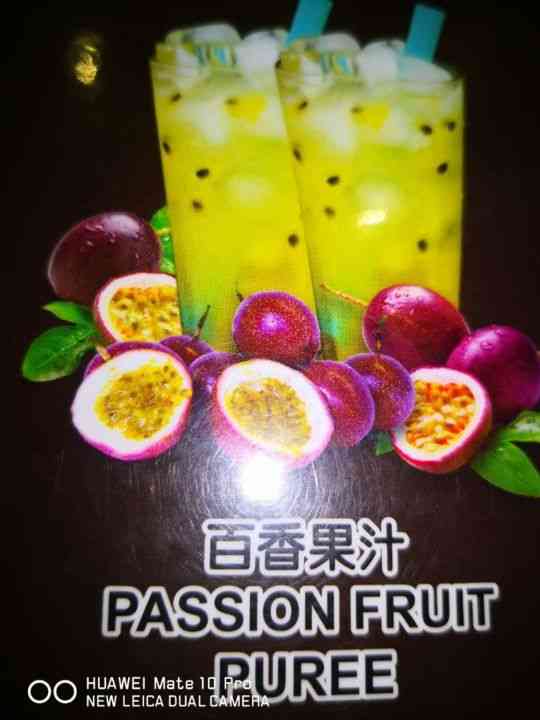 百香果汁
PASSION FRUIT
PUREE
HUAWEI Mate 10 Pro
NEW LEICA DUAL CAMERA